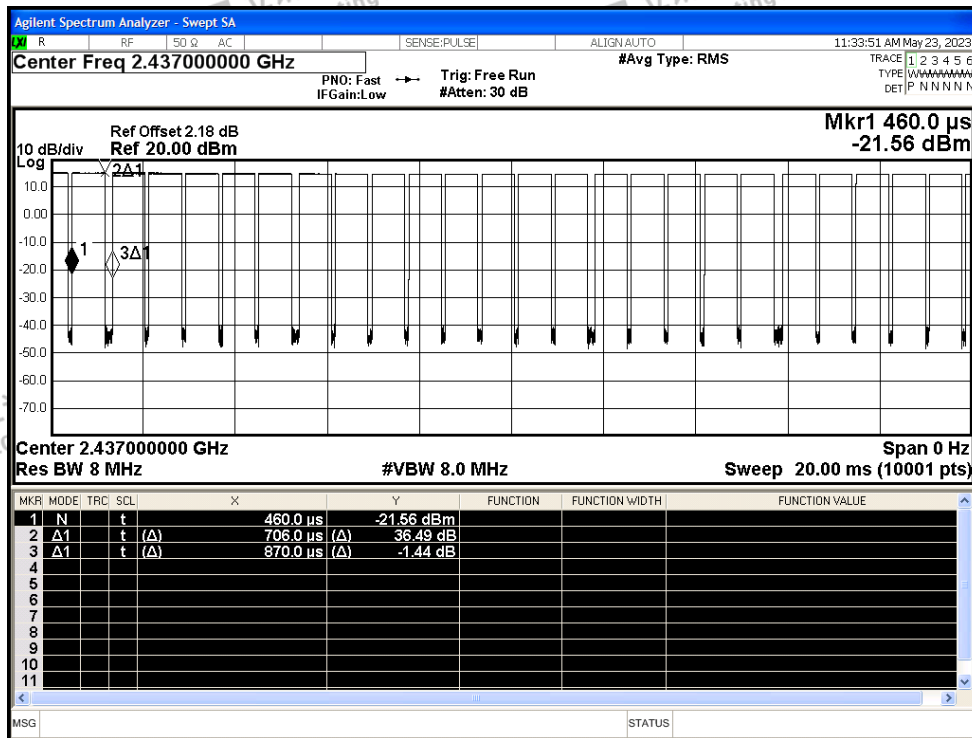 Agilent Spectrum Analyzer - Swept SA
LXI R RF 50 Ω AC SENSE:PULSE ALIGN AUTO 11:33:51 AM May 23, 2023
Center Freq 2.437000000 GHz #Avg Type: RMS TRACE 1 2 3 4 5 6
PNO: Fast Trig: Free Run TYPE WWWWWW
IFGain:Low #Atten: 30 dB DET P N N N N N
Mkr1 460.0 µs
Ref Offset 2.18 dB
10 dB/div Ref 20.00 dBm -21.56 dBm
Log
2Δ1
10.0
0.00
-10.0
1
3Δ1
-20.0
-30.0
-40.0
-50.0
-60.0
-70.0
Center 2.437000000 GHz Span 0 Hz
Res BW 8 MHz #VBW 8.0 MHz Sweep 20.00 ms (10001 pts)
MKR MODE TRC SCL X Y FUNCTION FUNCTION WIDTH FUNCTION VALUE
1 N t 460.0 µs -21.56 dBm
2 Δ1 t (Δ) 706.0 µs (Δ) 36.49 dB
3 Δ1 t (Δ) 870.0 µs (Δ) -1.44 dB
4
5
6
7
8
9
10
11
MSG STATUS